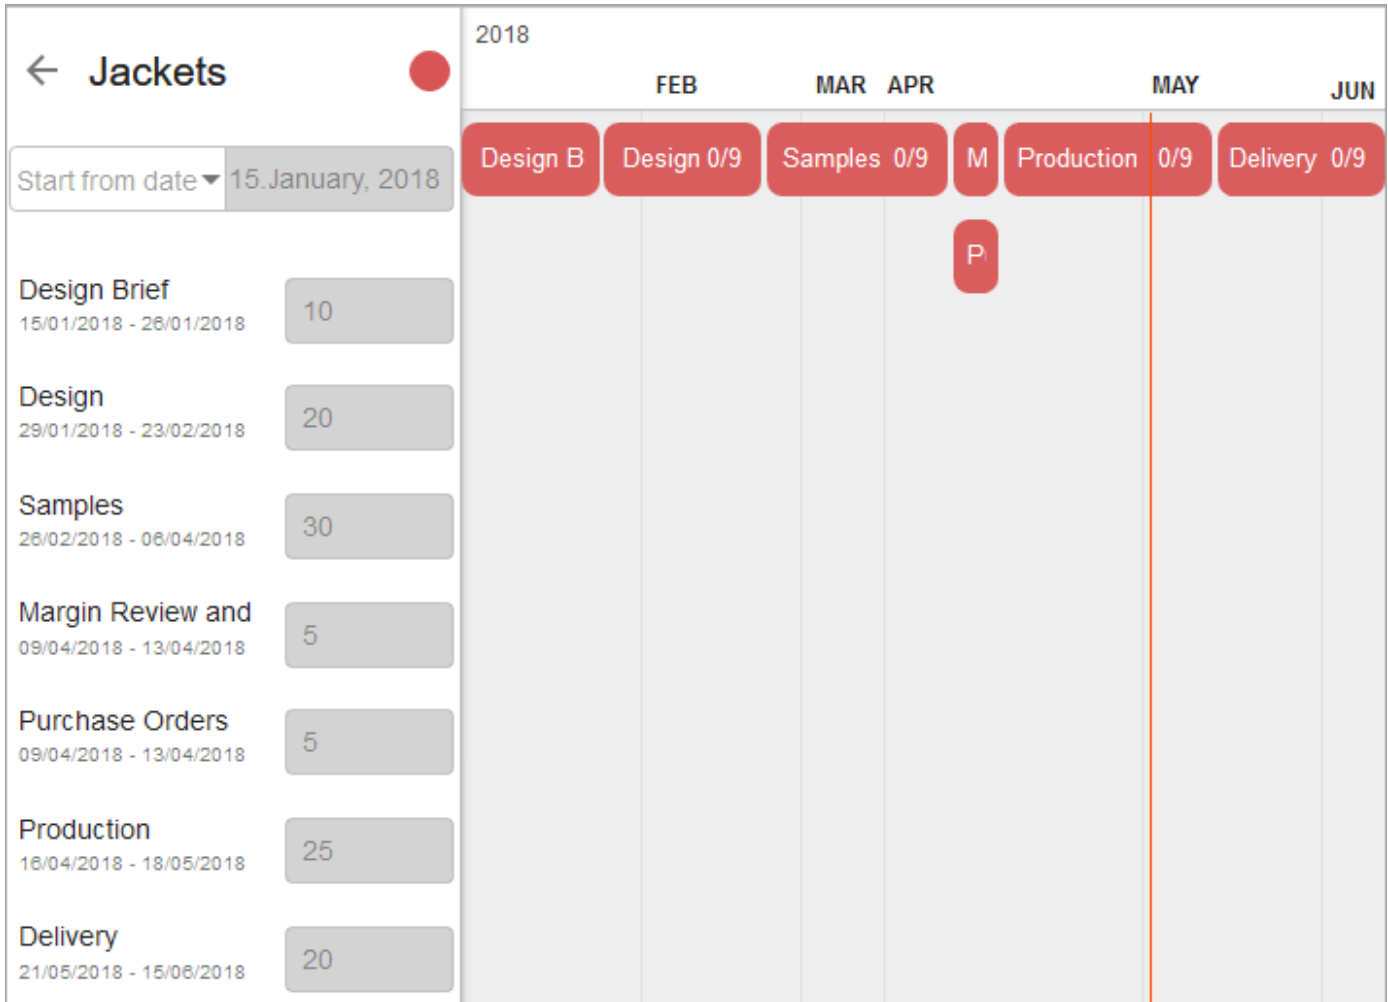 Jackets
Start from date 15.January, 2018
Design Brief
15/01/2018 - 26/01/2018
10
Design
29/01/2018 - 23/02/2018
20
Samples
26/02/2018 - 06/04/2018
30
Margin Review and
09/04/2018 - 13/04/2018
5
Purchase Orders
09/04/2018 - 13/04/2018
5
Production
16/04/2018 - 18/05/2018
25
Delivery
21/05/2018 - 15/06/2018
20
2018
FEB MAR APR MAY JUN
Design B Design 0/9 Samples 0/9 M Production 0/9 Delivery 0/9
P